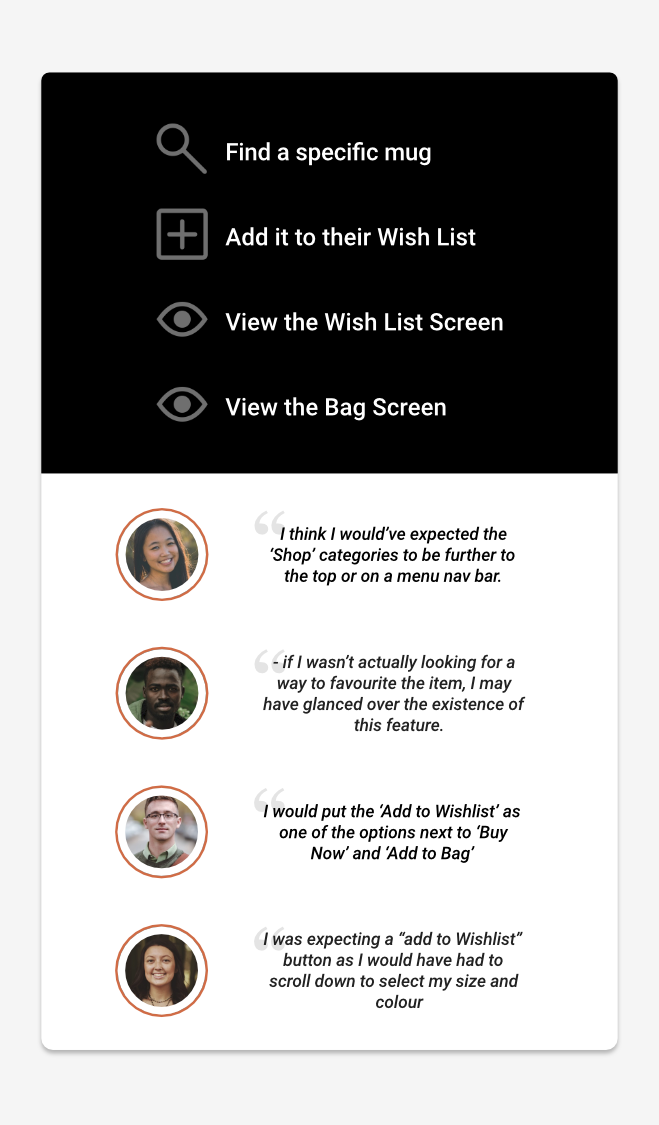 Find a specific mug
Add it to their Wish List
View the Wish List Screen
View the Bag Screen
“
I think I would’ve expected the
‘Shop’ categories to be further to
the top or on a menu nav bar.
“
- if I wasn’t actually looking for a
way to favourite the item, I may
have glanced over the existence of
this feature.
“
I would put the ‘Add to Wishlist’ as
one of the options next to ‘Buy
Now’ and ‘Add to Bag’
“
I was expecting a “add to Wishlist”
button as I would have had to
scroll down to select my size and
colour